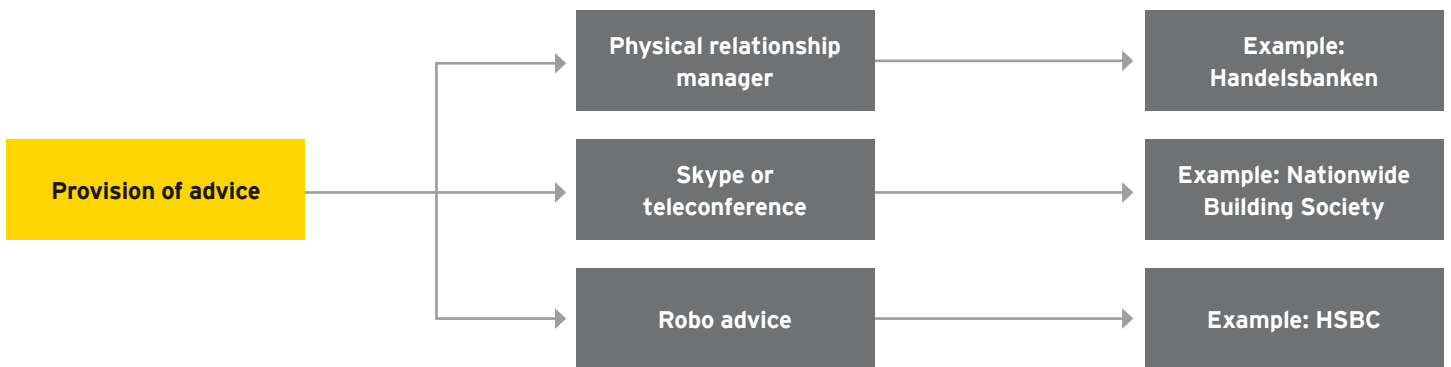 Provision of advice
Physical relationship
manager
Example:
Handelsbanken
Skype or
teleconference
Example: Nationwide
Building Society
Robo advice
Example: HSBC